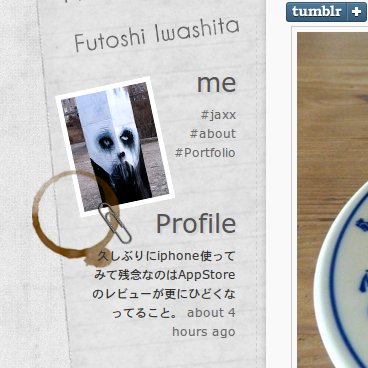 Futoshi Iwashita
tumblr +
me
#jaxx
#about
#Portfolio
Profile
久しぶりにiphone使って
みて残念なのはAppStore
のレビューが更にひどくな
ってること。 about 4
hours ago